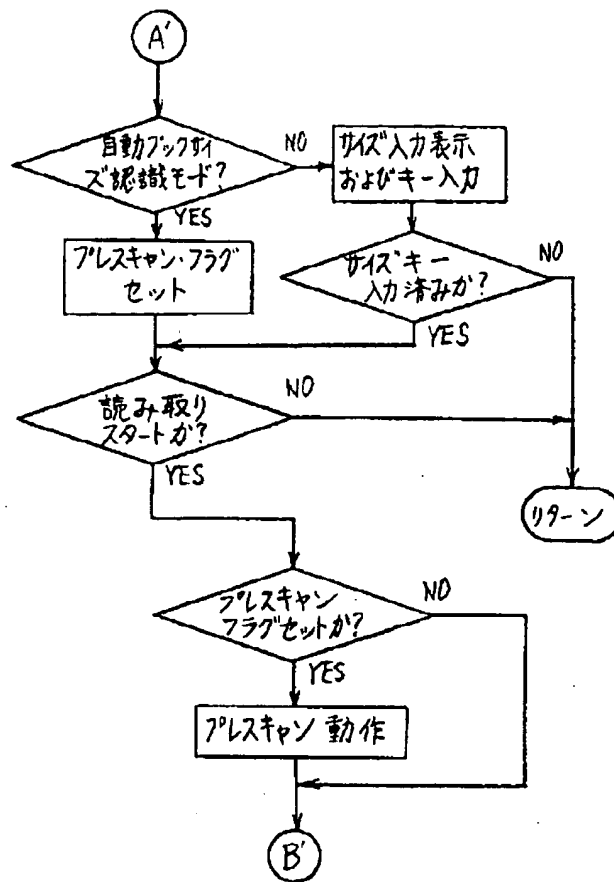 A'
自動ブックサイ
ズ認識モード?
NO
サイズ入力表示
およびキー入力
YES
プレスキャン・フラグ
セット
サイズキー
入力済みか?
NO
YES
読み取り
スタートか?
NO
YES
リターン
プレスキャン
フラグセットか?
NO
YES
プレスキャン動作
B'